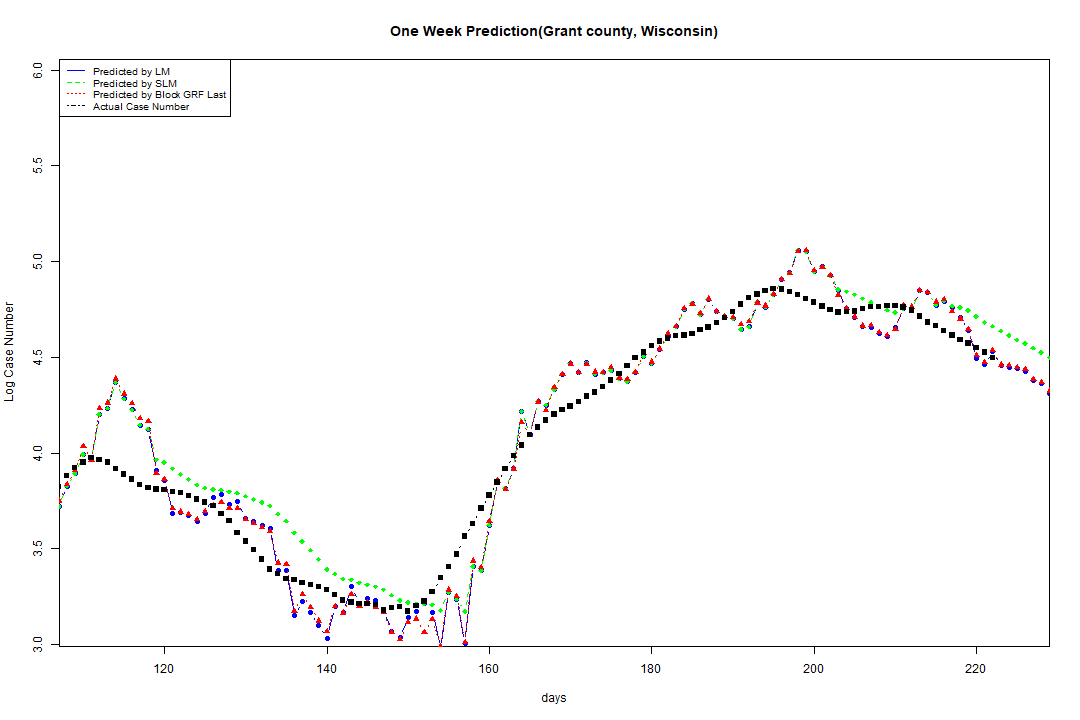 One Week Prediction(Grant county, Wisconsin)
Predicted by LM
Predicted by SLM
Predicted by Block GRF Last
Actual Case Number
6.0
5.5
5.0
4.5
4.0
3.5
3.0
Log Case Number
120 140 160 180 200 220
days